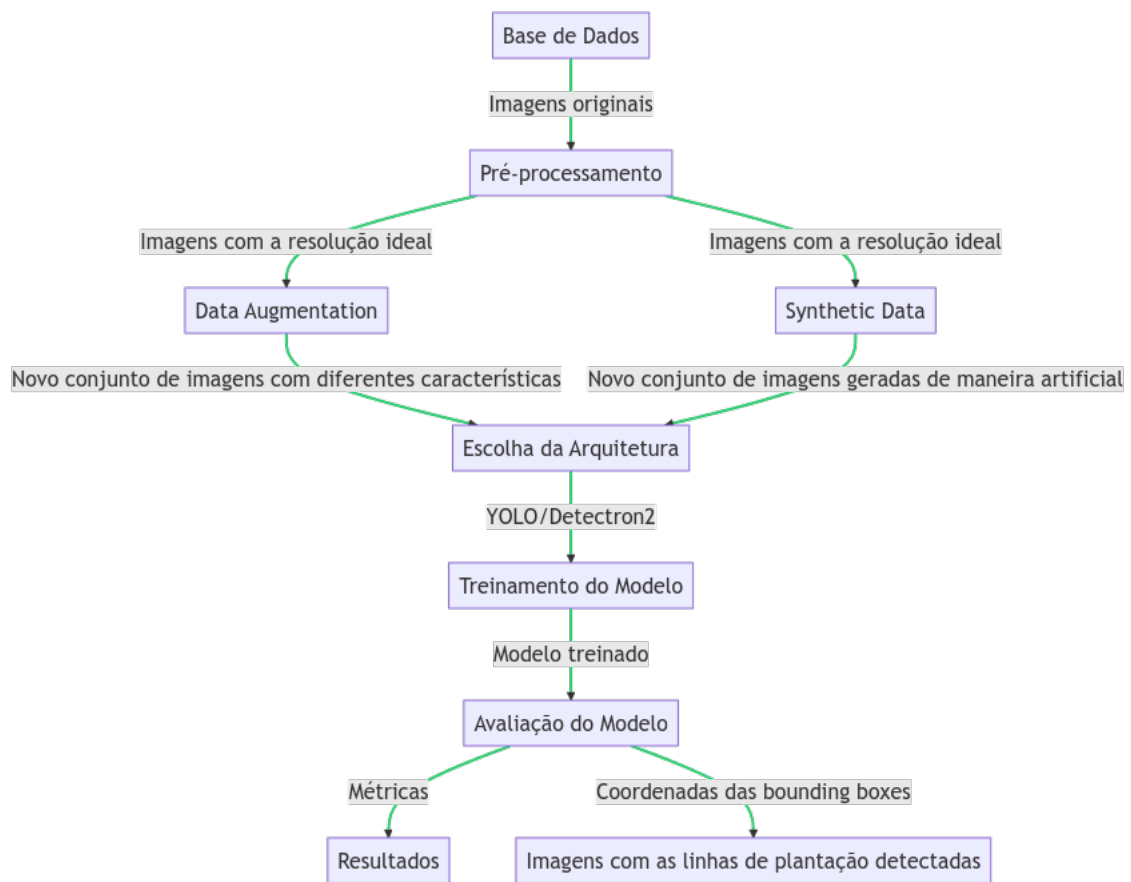 Base de Dados
Imagens originais
Pré-processamento
Imagens com a resolução ideal
Imagens com a resolução ideal
Data Augmentation
Synthetic Data
Novo conjunto de imagens com diferentes característificas
Novo conjunto de imagens geradas de maneira artificial
Escolha da Arquitetura
YOLO/Detectron2
Treinamento do Modelo
Modelo treinado
Avaliação do Modelo
Métricas
Coordenadas das bounding boxes
Resultados
Imagens com as linhas de plantação detectadas